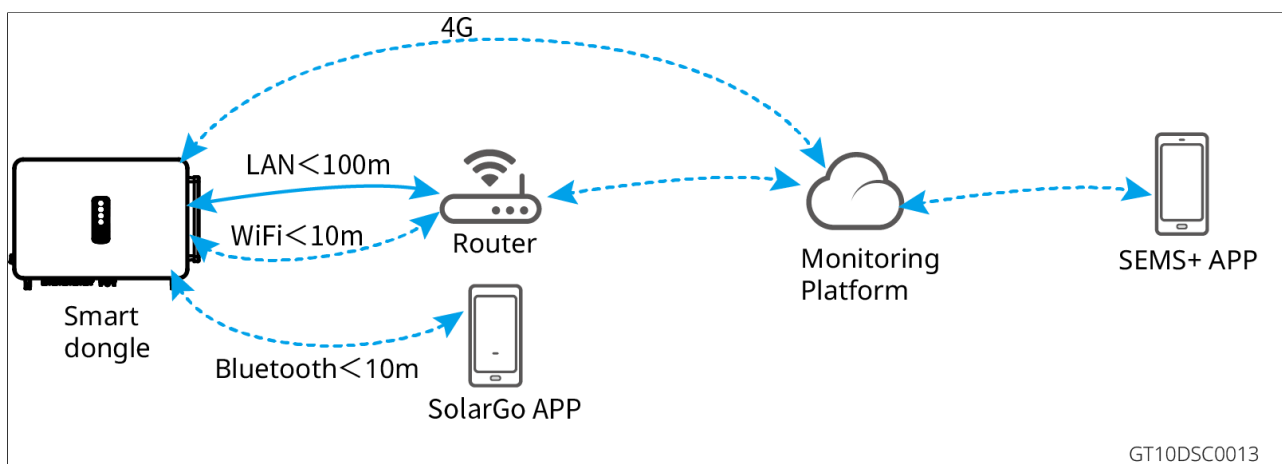 4G
LAN＜100m
WiFi＜10m
Router
Monitoring
Platform
SEMS+ APP
Smart
dongle
Bluetooth＜10m
SolarGo APP
GT10DSC0013